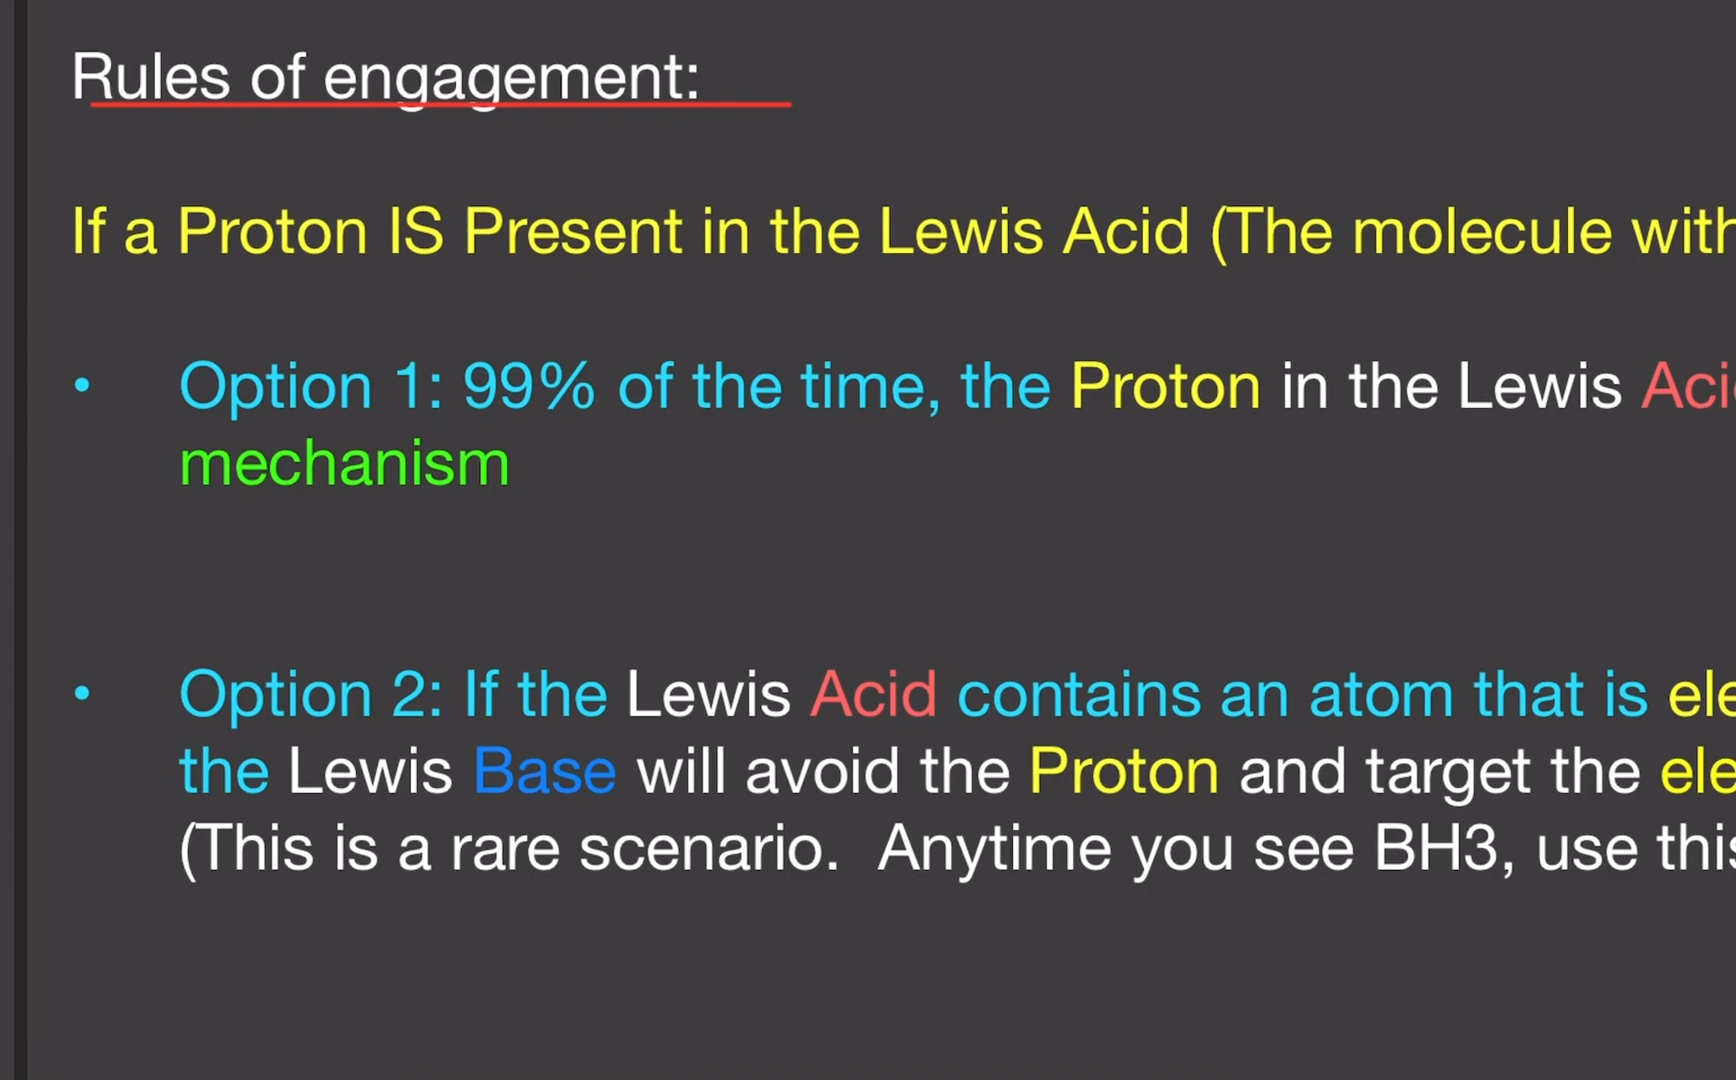 Rules of engagement:
If a Proton IS Present in the Lewis Acid (The molecule with
• Option 1: 99% of the time, the Proton in the Lewis
mechanism
• Option 2: If the Lewis Acid contains an atom that is
the Lewis Base will avoid the Proton and target the
(This is a rare scenario. Anytime you see BH3, use this